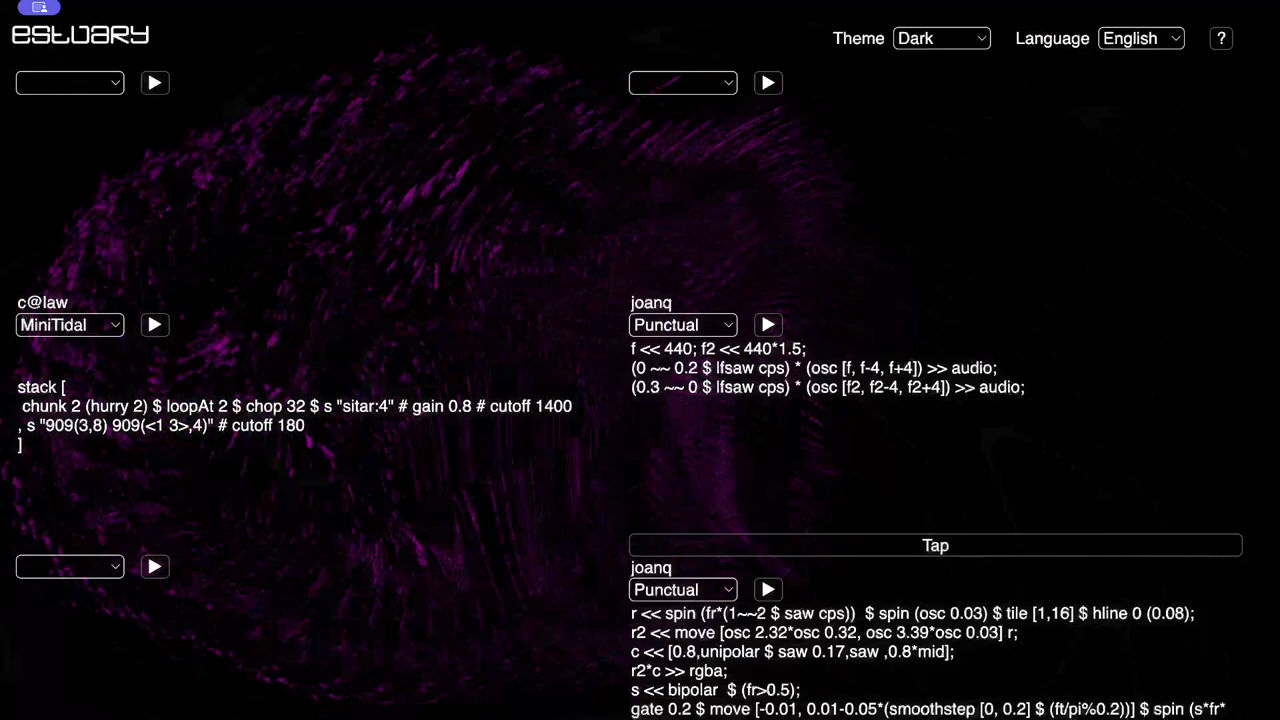 estuary
Theme Dark Language English ?
c@law
MiniTidal
stack [
chunk 2 (hurry 2) $ loopAt 2 $ chop 32 $ s "sitar:4" # gain 0.8 # cutoff 1400
, s "909(3,8) 909(<1 3>,4)" # cutoff 180
]
joanq
Punctual
f << 440; f2 << 440*1.5;
(0 ~~ 0.2 $ lfsaw cps) * (osc [f, f-4, f+4]) >> audio;
(0.3 ~~ 0 $ lfsaw cps) * (osc [f2, f2-4, f2+4]) >> audio;
Tap
joanq
Punctual
r << spin (fr*(1~~2 $ saw cps))  $ spin (osc 0.03) $ tile [1,16] $ hline 0 (0.08);
r2 << move [osc 2.32*osc 0.32, osc 3.39*osc 0.03] r;
c << [0.8,unipolar $ saw 0.17,saw ,0.8*mid];
r2*c >> rgba;
s << bipolar  $ (fr>0.5);
gate 0.2 $ move [-0.01, 0.01-0.05*(smoothstep [0, 0.2] $ (ft/pi%0.2))] $ spin (s*fr*